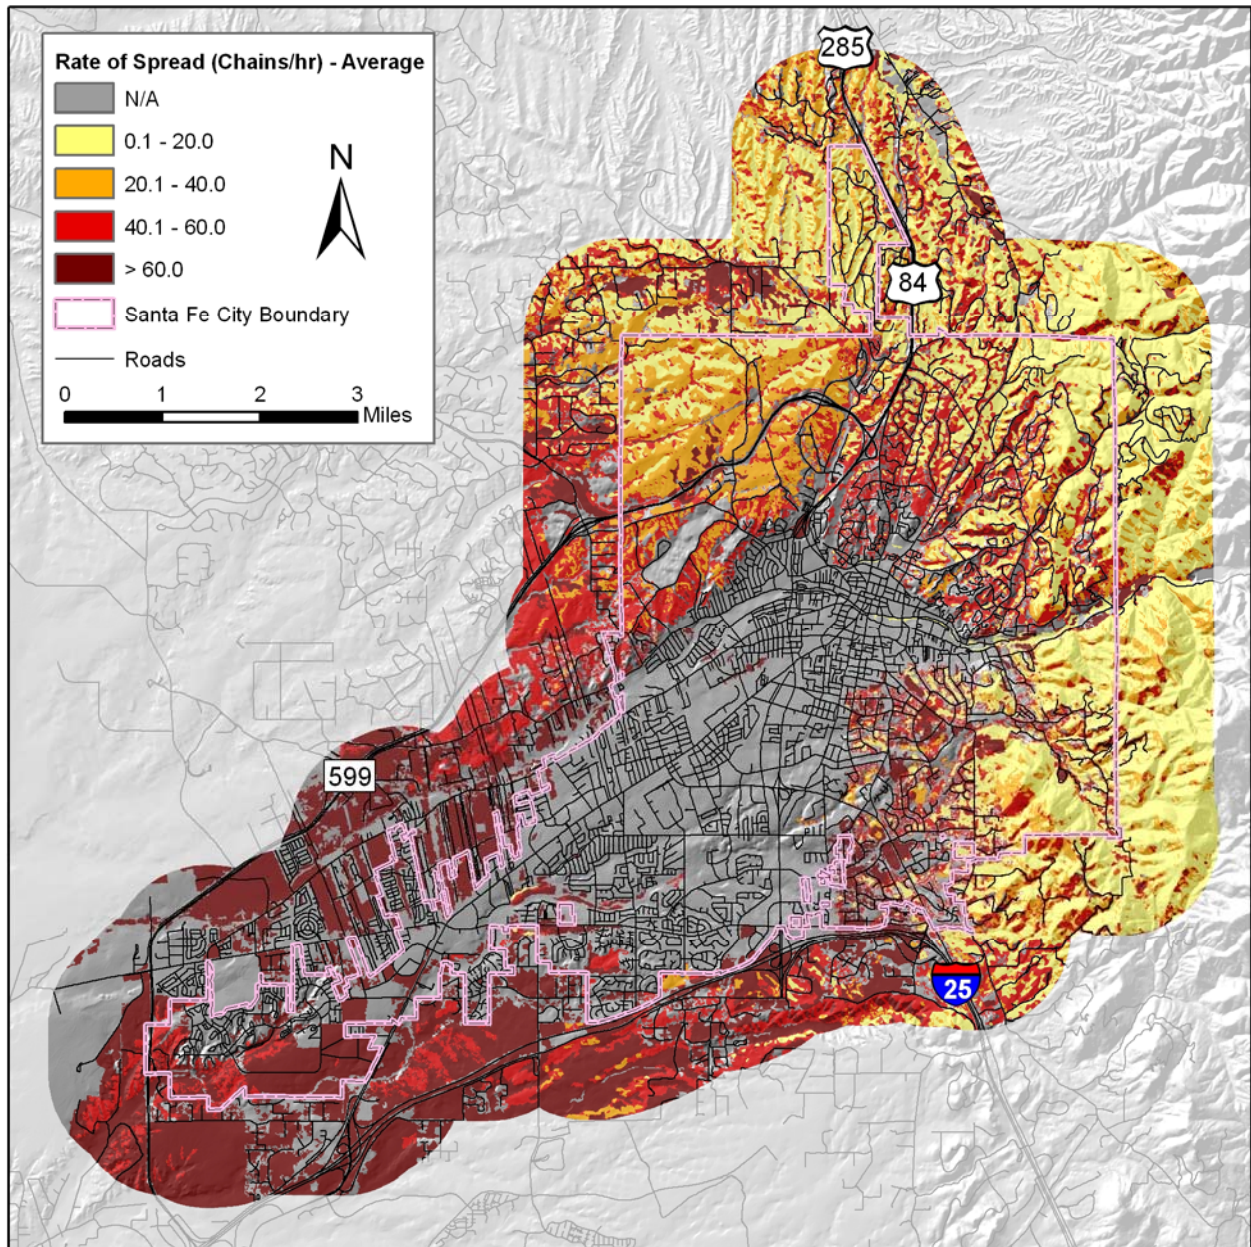 285
Rate of Spread (Chains/hr) - Average
N/A
0.1 - 20.0
20.1 - 40.0
40.1 - 60.0
> 60.0
Santa Fe City Boundary
Roads
N
0 1 2 3
Miles
84
599
25